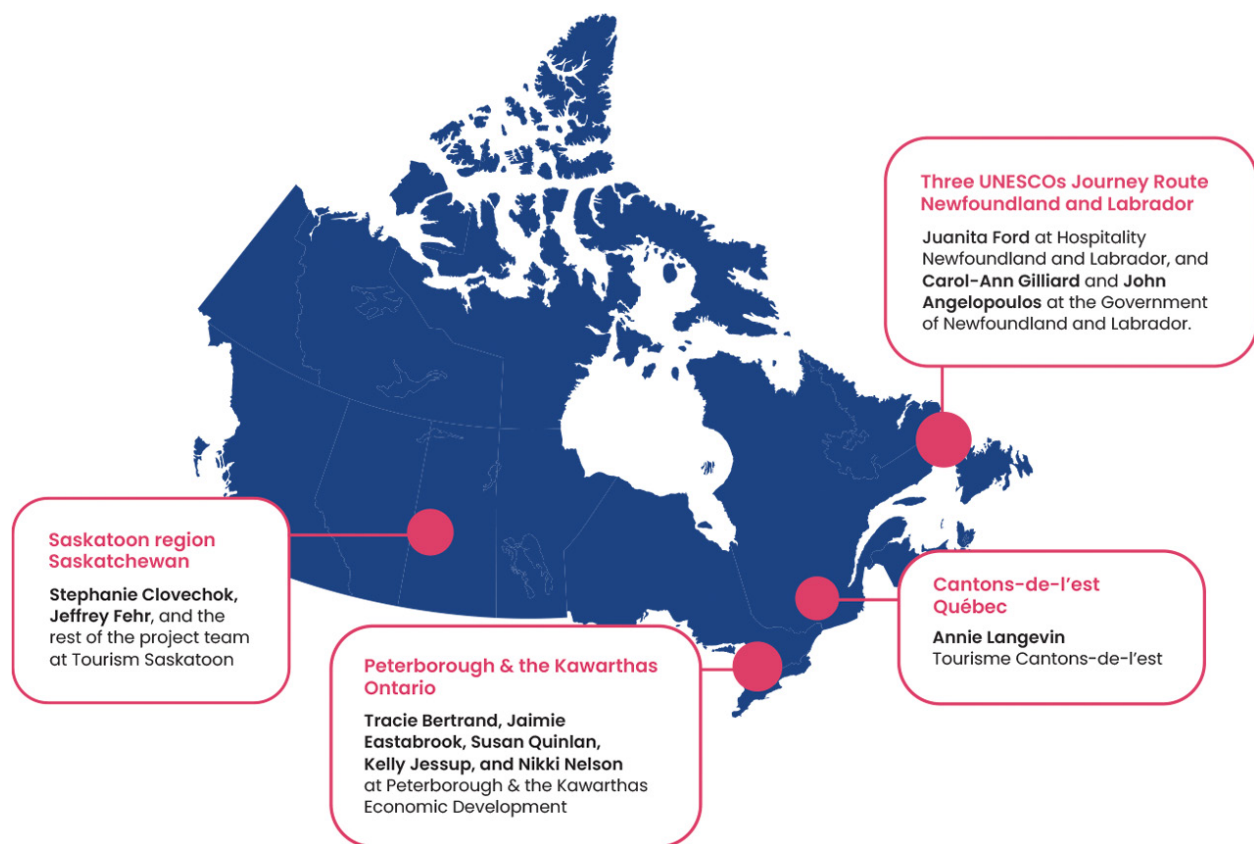 Three UNESCOs Journey Route
Newfoundland and Labrador
Juanita Ford at Hospitality
Newfoundland and Labrador, and
Carol-Ann Gilliard and John
Angelopoulos at the Government
of Newfoundland and Labrador.
Saskatoon region
Saskatchewan
Stephanie Clovechok,
Jeffrey Fehr, and the
rest of the project team
at Tourism Saskatoon
Cantons-de-l’est
Québec
Annie Langevin
Tourisme Cantons-de-l’est
Peterborough & the Kawarthas
Ontario
Tracie Bertrand, Jaimie
Eastabrook, Susan Quinlan,
Kelly Jessup, and Nikki Nelson
at Peterborough & the Kawarthas
Economic Development